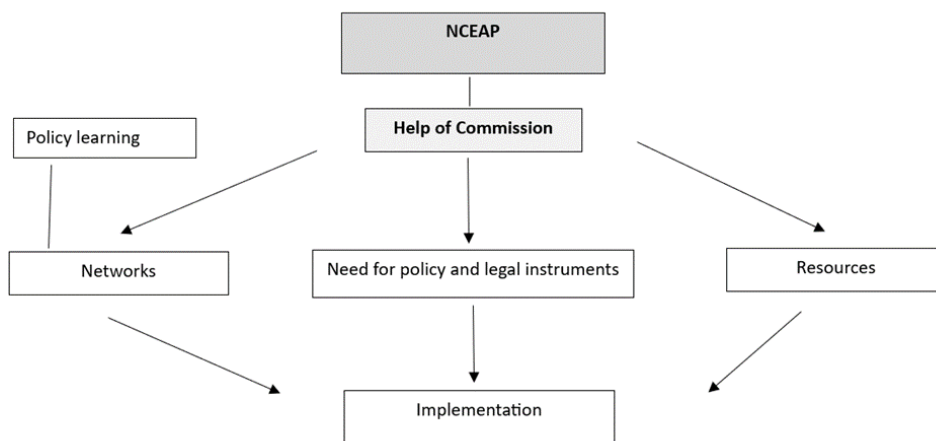 NCEAP
Help of Commission
Policy learning
Networks
Need for policy and legal instruments
Resources
Implementation